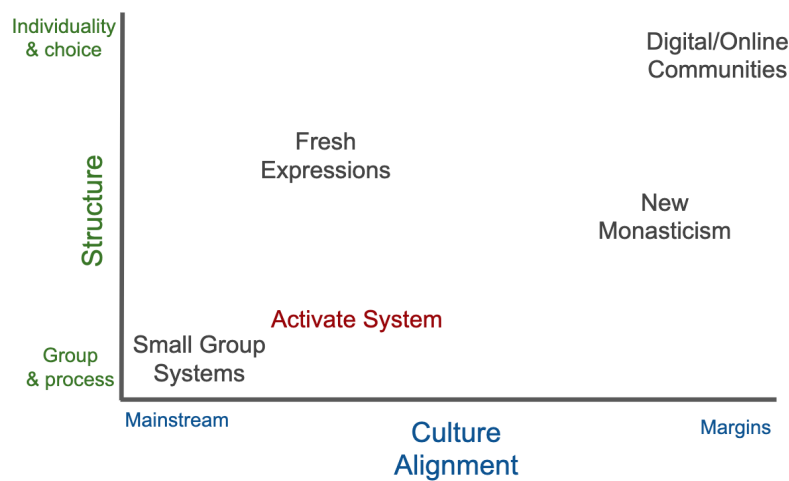 Individuality
& choice
Digital/Online
Communities
Fresh
Expressions
Structure
New
Monasticism
Activate System
Small Group
Systems
Group
& process
Mainstream
Margins
Culture
Alignment